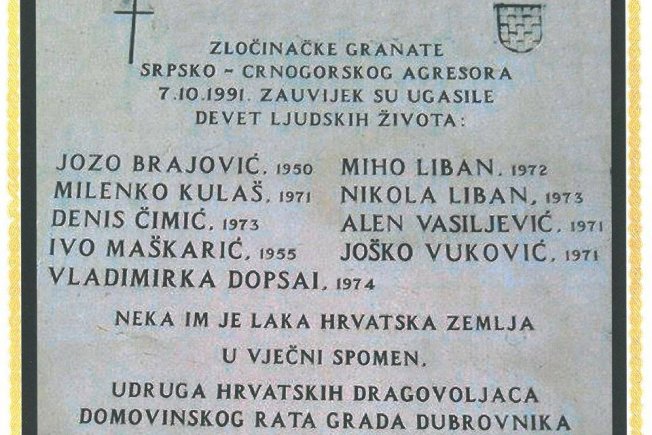 ZLOČINAČKE GRANATE
SRPSKO - CRNOGORSKOG AGRESORA
7.10.1991. ZAUVIJEK SU UGASILE
DEVET LJUDSKIH ŽIVOTA:
JOZO BRAJOVIĆ, 1950 MIHO LIBAN, 1972
MILENKO KULAŠ, 1971 NIKOLA LIBAN, 1973
DENIS ČIMIĆ, 1973 ALEN VASILJEVIĆ, 1971
IVO MAŠKARIĆ, 1955 JOŠKO VUKOVIĆ, 1971
VLADIMIRKA DOPSAJ, 1974
NEKA IM JE LAKA HRVATSKA ZEMLJA
U VJEČNI SPOMEN,
UDRUGA HRVATSKIH DRAGOVOLJACA
DOMOVINSKOG RATA GRADA DUBROVNIKA